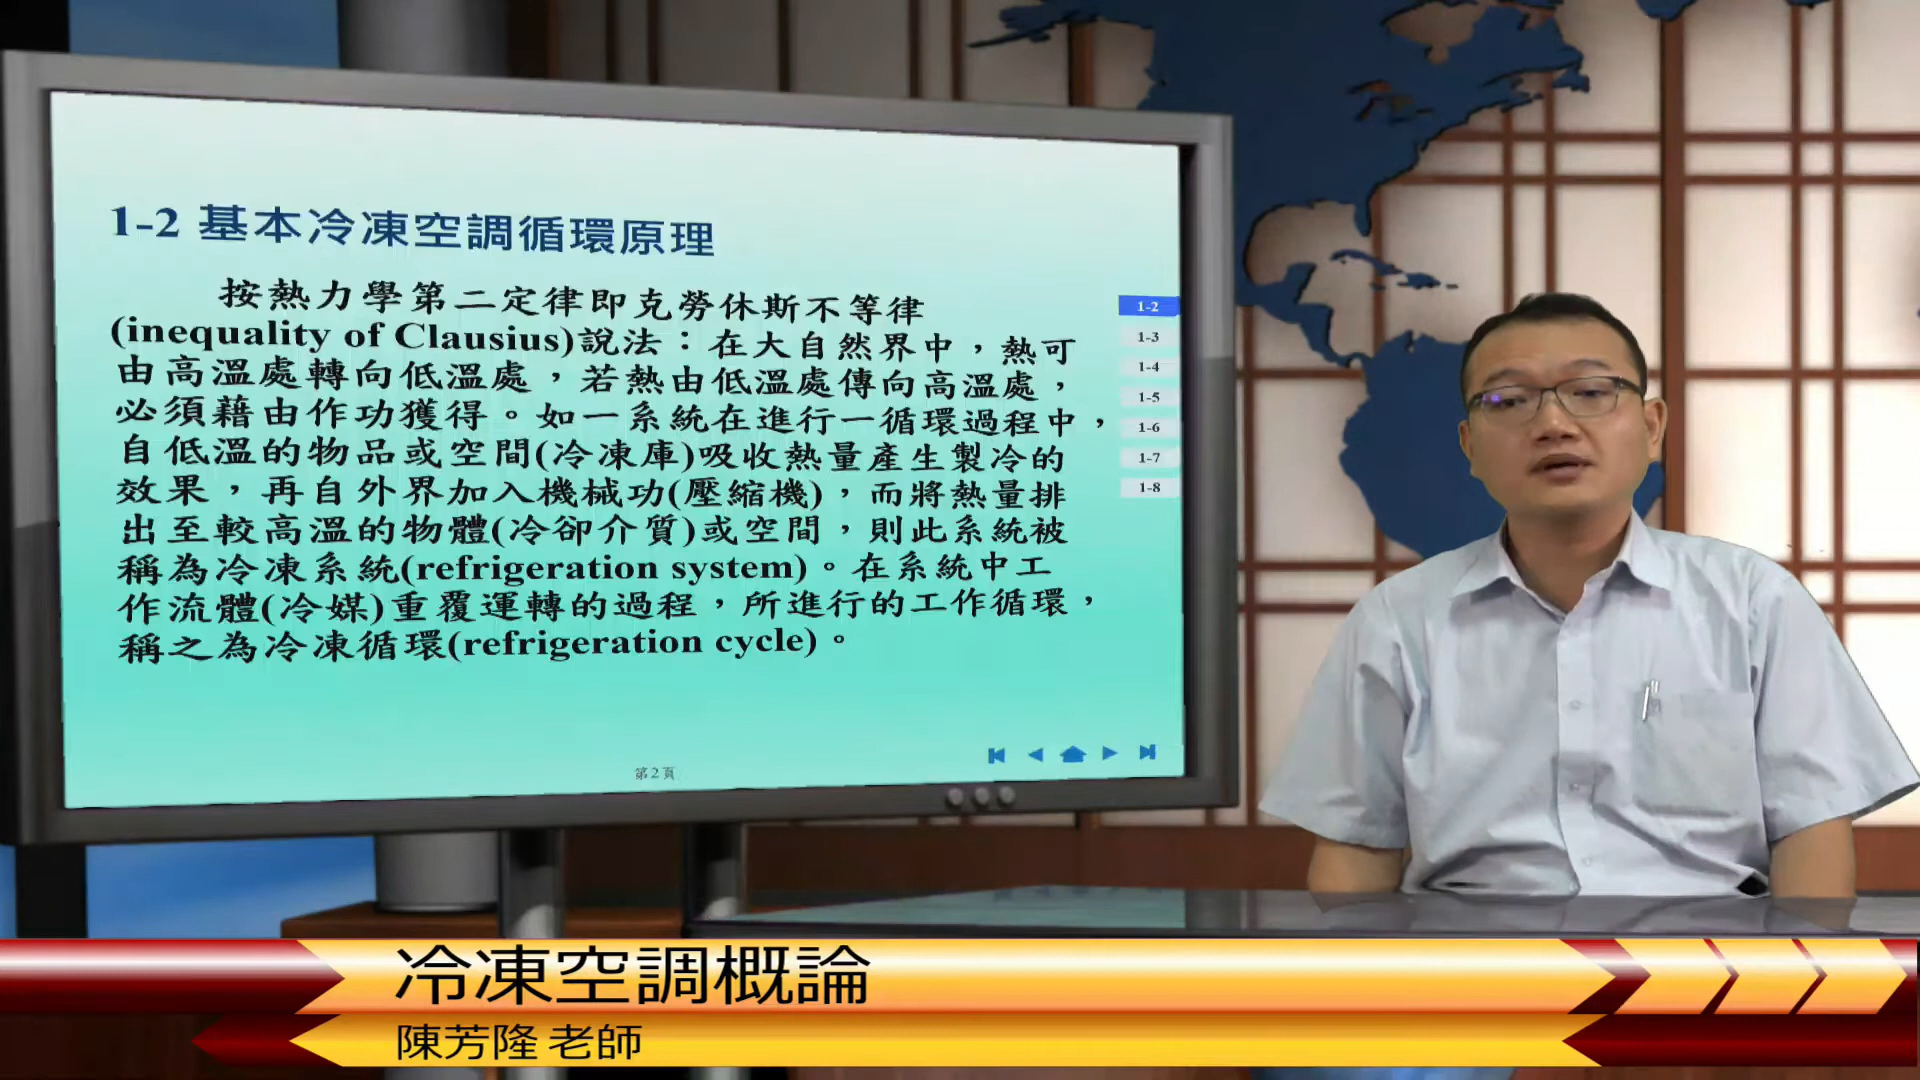 1-2 基本冷凍空調循環原理
按熱力學第二定律即克勞休斯不等律
(inequality of Clausius)說法：在大自然界中，熱可
由高溫處轉向低溫處，若熱由低溫處傳向高溫處，
必須藉由作功獲得。如一系統在進行一循環過程中，
自低溫的物品或空間(冷凍庫)吸收熱量產生製冷的
效果，再自外界加入機械功(壓縮機)，而將熱量排
出至較高溫的物體(冷卻介質)或空間，則此系統被
稱為冷凍系統(refrigeration system)。在系統中工
作流體(冷媒)重覆運轉的過程，所進行的工作循環，
稱之為冷凍循環(refrigeration cycle)。
1-2
1-3
1-4
1-5
1-6
1-7
1-8
第2頁
冷凍空調概論
陳芳隆 老師